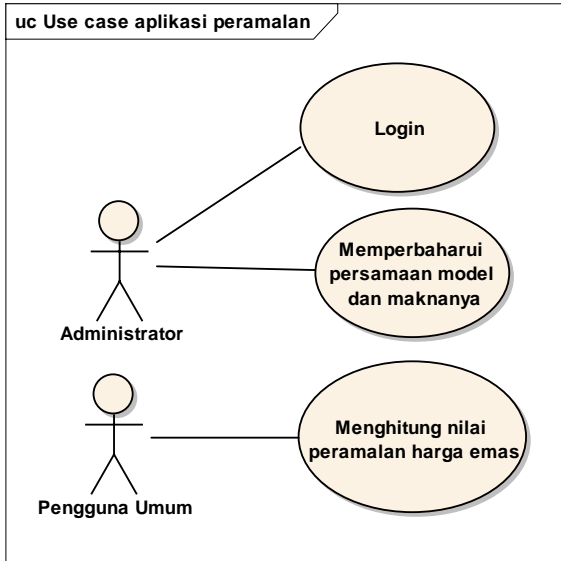 uc Use case aplikasi peramalan
Login
Memperbaharui
persamaan model
dan maknanya
Administrator
Menghitung nilai
peramalan harga emas
Pengguna Umum